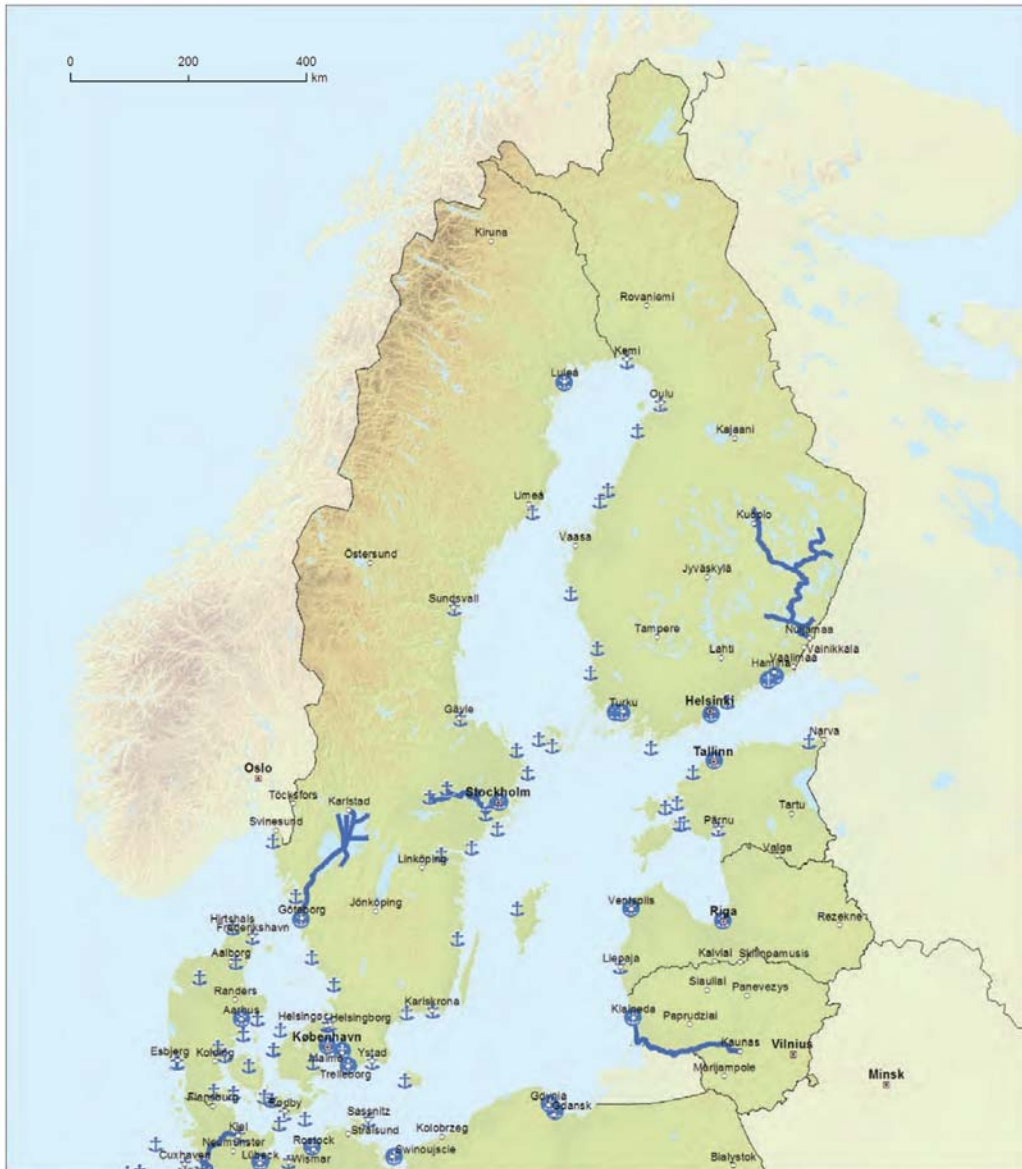 0 200 400
km
Kiruna
Rovaniemi
Kemi
Luleå
Oulu
Kajaani
Umeå
Kuopio
Vaasa
Östersund
Jyväskylä
Sundsvall
Tampere
Nuijamaa
Lahti
Vainikkala
Vaalimaa
Hamina
Gävle
Turku
Helsinki
Narva
Oslo
Tallinn
Töcksfors
Stockholm
Karlstad
Tartu
Svinesund
Pärnu
Linköping
Valga
Jönköping
Ventspils
Göteborg
Riga
Rezekne
Hirtshals
Frederikshavn
Aalborg
Liepaja
Kalviai
Skilinpamusis
Siauliai
Panevezys
Randers
Karlskrona
Klaipeda
Aarhus
Helsingør
Helsingborg
Paprudziai
København
Kaunas
Vilnius
Esbjerg
Kolding
Malmö
Ystad
Trelleborg
Marijampole
Minsk
Flensburg
Rødby
Gdynia
Gdansk
Sassnitz
Kiel
Stralsund
Kolobrzeg
Neumünster
Rostock
Cuxhaven
Lübeck
Wismar
Swinoujscie
Bialystok